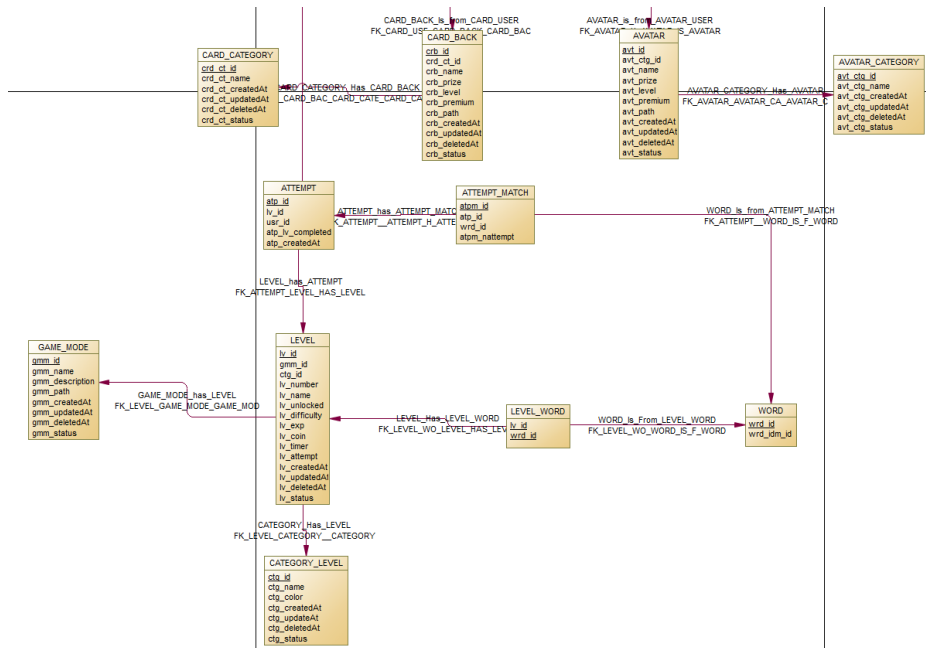 CARD_BACK_Is_from_CARD_USER
AVATAR_is_from_AVATAR_USER
CARD_BACK
crb_id
crd_ct_id
crb_name
crb_prize
crb_level
crb_premium
crb_path
crb_createdAt
crb_updatedAt
crb_deletedAt
crb_status
AVATAR
avt_id
avt_ctg_id
avt_name
avt_prize
avt_level
avt_premium
avt_path
avt_createdAt
avt_updatedAt
avt_deletedAt
avt_status
CARD_CATEGORY
crd_ct_id
crd_ct_name
crd_ct_createdAt
crd_ct_updatedAt
crd_ct_deletedAt
crd_ct_status
AVATAR_CATEGORY
avt_ctg_id
avt_ctg_name
avt_ctg_createdAt
avt_ctg_updatedAt
avt_ctg_deletedAt
avt_ctg_status
AVATAR_CATEGORY_Has_AVATAR
FK_AVATAR_AVATAR_CA_AVATAR_C
ATTEMPT
atp_id
lv_id
usr_id
atp_lv_completed
atp_createdAt
ATTEMPT_MATCH
atpm_id
atp_id
wrd_id
atpm_nattempt
WORD_Is_from_ATTEMPT_MATCH
FK_ATTEMPT__WORD_IS_F_WORD
LEVEL_has_ATTEMPT
FK_ATTEMPT_LEVEL_HAS_LEVEL
GAME_MODE
gmm_id
gmm_name
gmm_description
gmm_path
gmm_createdAt
gmm_updatedAt
gmm_deletedAt
gmm_status
GAME_MODE_has_LEVEL
FK_LEVEL_GAME_MODE_GAME_MOD
LEVEL
lv_id
gmm_id
ctg_id
lv_number
lv_name
lv_unlocked
lv_difficulty
lv_exp
lv_coin
lv_timer
lv_attempt
lv_createdAt
lv_updatedAt
lv_deletedAt
lv_status
LEVEL_Has_LEVEL_WORD
LEVEL_WORD
lv_id
wrd_id
WORD_Is_From_LEVEL_WORD
FK_LEVEL_WO_WORD_IS_F_WORD
WORD
wrd_id
wrd_idm_id
CATEGORY_Has_LEVEL
FK_LEVEL_CATEGORY__CATEGORY
CATEGORY_LEVEL
ctg_id
ctg_name
ctg_color
ctg_createdAt
ctg_updateAt
ctg_deletedAt
ctg_status